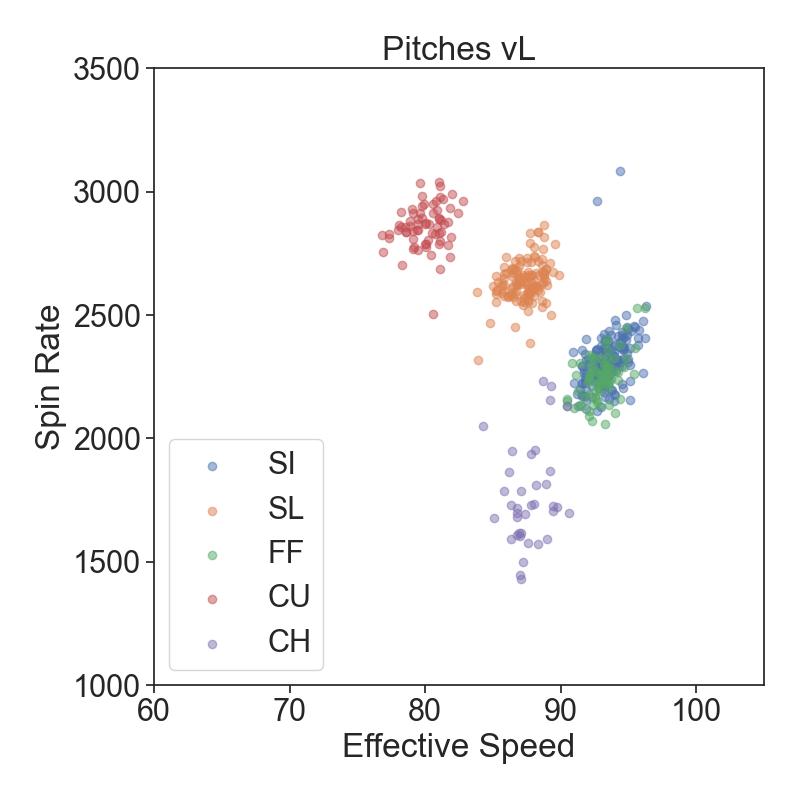 Pitches vL
3500
3000
2500
2000
1500
1000
Spin Rate
SI
SL
FF
CU
CH
60 70 80 90 100
Effective Speed